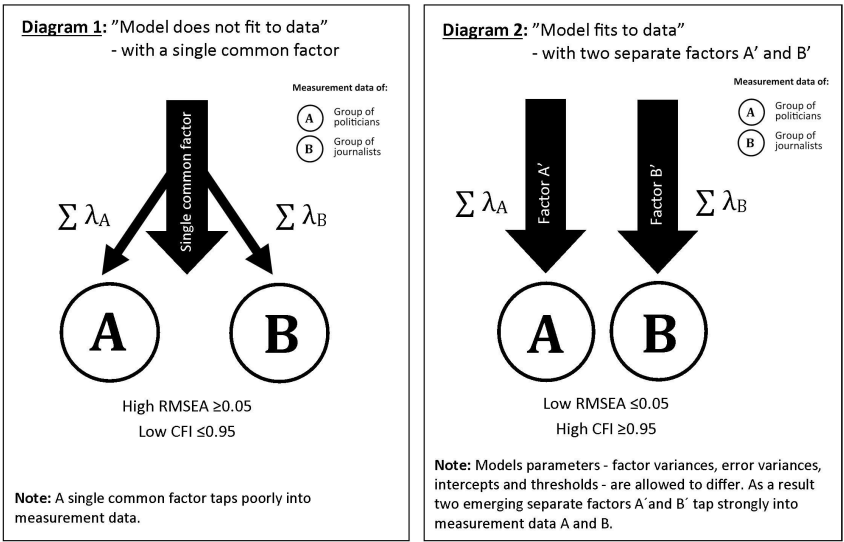 Diagram 1: ”Model does not fit to data”
- with a single common factor
Measurement data of:
A Group of
politicians
B Group of
journalists
Single common factor
∑ λA
∑ λB
A
B
High RMSEA ≥0.05
Low CFI ≤0.95
Note: A single common factor taps poorly into
measurement data.
Diagram 2: ”Model fits to data”
- with two separate factors A’ and B’
Measurement data of:
A Group of
politicians
B Group of
journalists
∑ λA
Factor A’
Factor B’
∑ λB
A
B
Low RMSEA ≤0.05
High CFI ≥0.95
Note: Models parameters - factor variances, error variances,
intercepts and thresholds - are allowed to differ. As a result
two emerging separate factors A´and B´ tap strongly into
measurement data A and B.